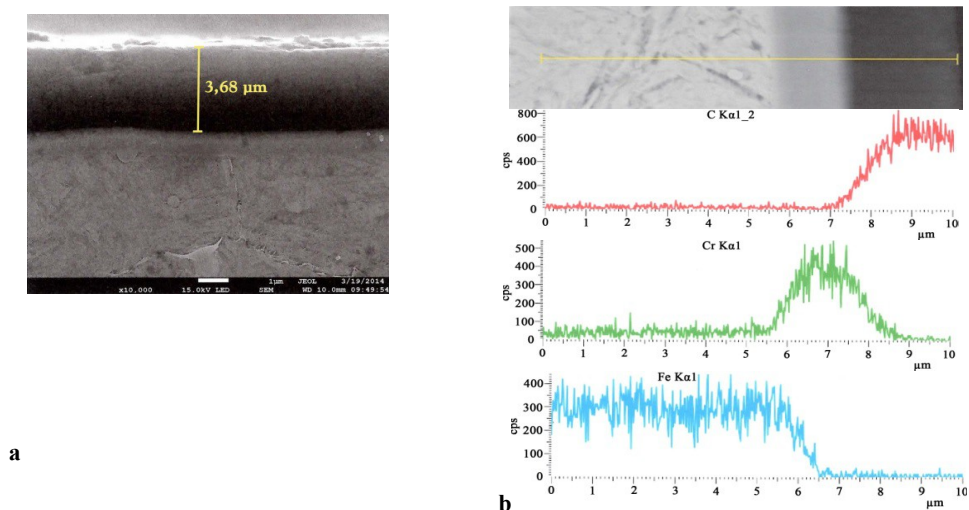 3,68 µm
1µm JEOL 3/19/2014
x10,000 15.0kV LED SEM WD 10.0mm 09:49:54
a
C Kα1_2
800
600
400
200
0
cps
0 1 2 3 4 5 6 7 8 9 10
µm
Cr Kα1
500
400
300
200
100
0
cps
0 1 2 3 4 5 6 7 8 9 10
µm
Fe Kα1
400
300
200
100
0
cps
0 1 2 3 4 5 6 7 8 9 10
µm
b